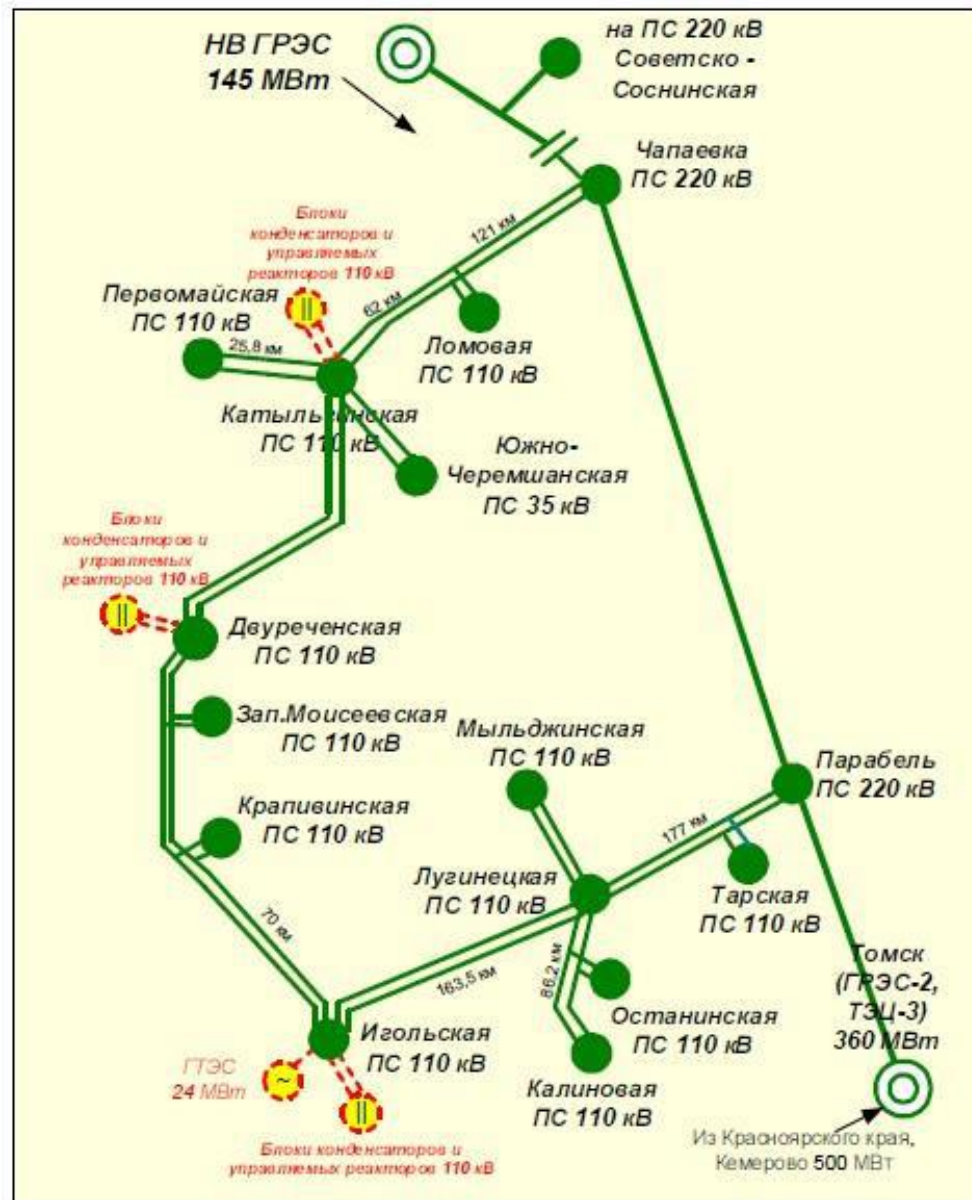 НВ ГРЭС
145 МВт
на ПС 220 кВ
Советско -
Соснинская
Чапаевка
ПС 220 кВ
Блоки
конденсаторов и
управляемых
реакторов 110 кВ
121 км
62 км
Первомайская
ПС 110 кВ
25,8 км
Ломовая
ПС 110 кВ
Катыльгинская
ПС 110 кВ
Южно-
Черемшанская
ПС 35 кВ
Блоки
конденсаторов и
управляемых
реакторов 110 кВ
Двуреченская
ПС 110 кВ
Зап.Моисеевская
ПС 110 кВ
Мыльджинская
ПС 110 кВ
Парабель
ПС 220 кВ
Крапивинская
ПС 110 кВ
177 км
Лугинецкая
ПС 110 кВ
Тарская
ПС 110 кВ
70 км
163,5 км
86,2 км
Томск
(ГРЭС-2,
ТЭЦ-3)
360 МВт
Останинская
ПС 110 кВ
Игольская
ПС 110 кВ
ГТЭС
24 МВт
~
Калиновая
ПС 110 кВ
Блоки конденсаторов и
управляемых реакторов 110 кВ
Из Красноярского края,
Кемерово 500 МВт